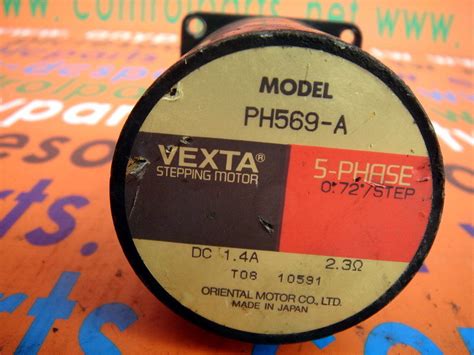 MODEL
PH569-A
VEXTA®
STEPPING MOTOR
5-PHASE
0.72°/STEP
DC 1.4A 2.3Ω
T08 10591
ORIENTAL MOTOR CO., LTD.
MADE IN JAPAN